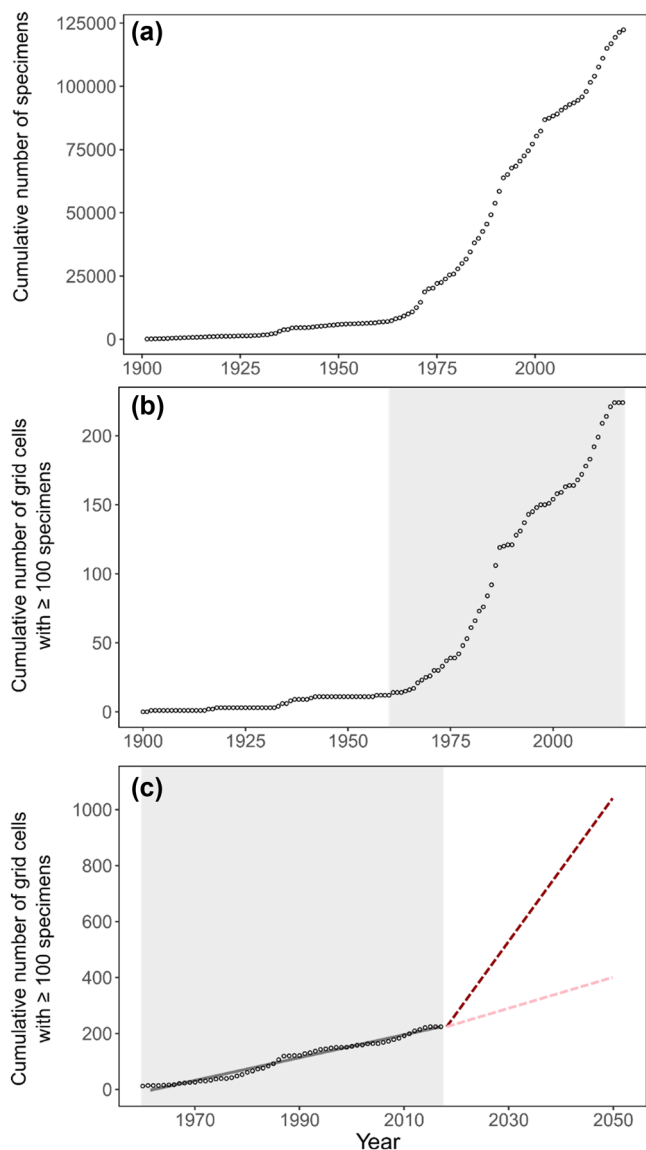 (a)
Cumulative number of specimens
125000
100000
75000
50000
25000
0
1900 1925 1950 1975 2000
(b)
Cumulative number of grid cells
with ≥ 100 specimens
200
150
100
50
0
1900 1925 1950 1975 2000
(c)
Cumulative number of grid cells
with ≥ 100 specimens
1000
800
600
400
200
0
1970 1990 2010 2030 2050
Year